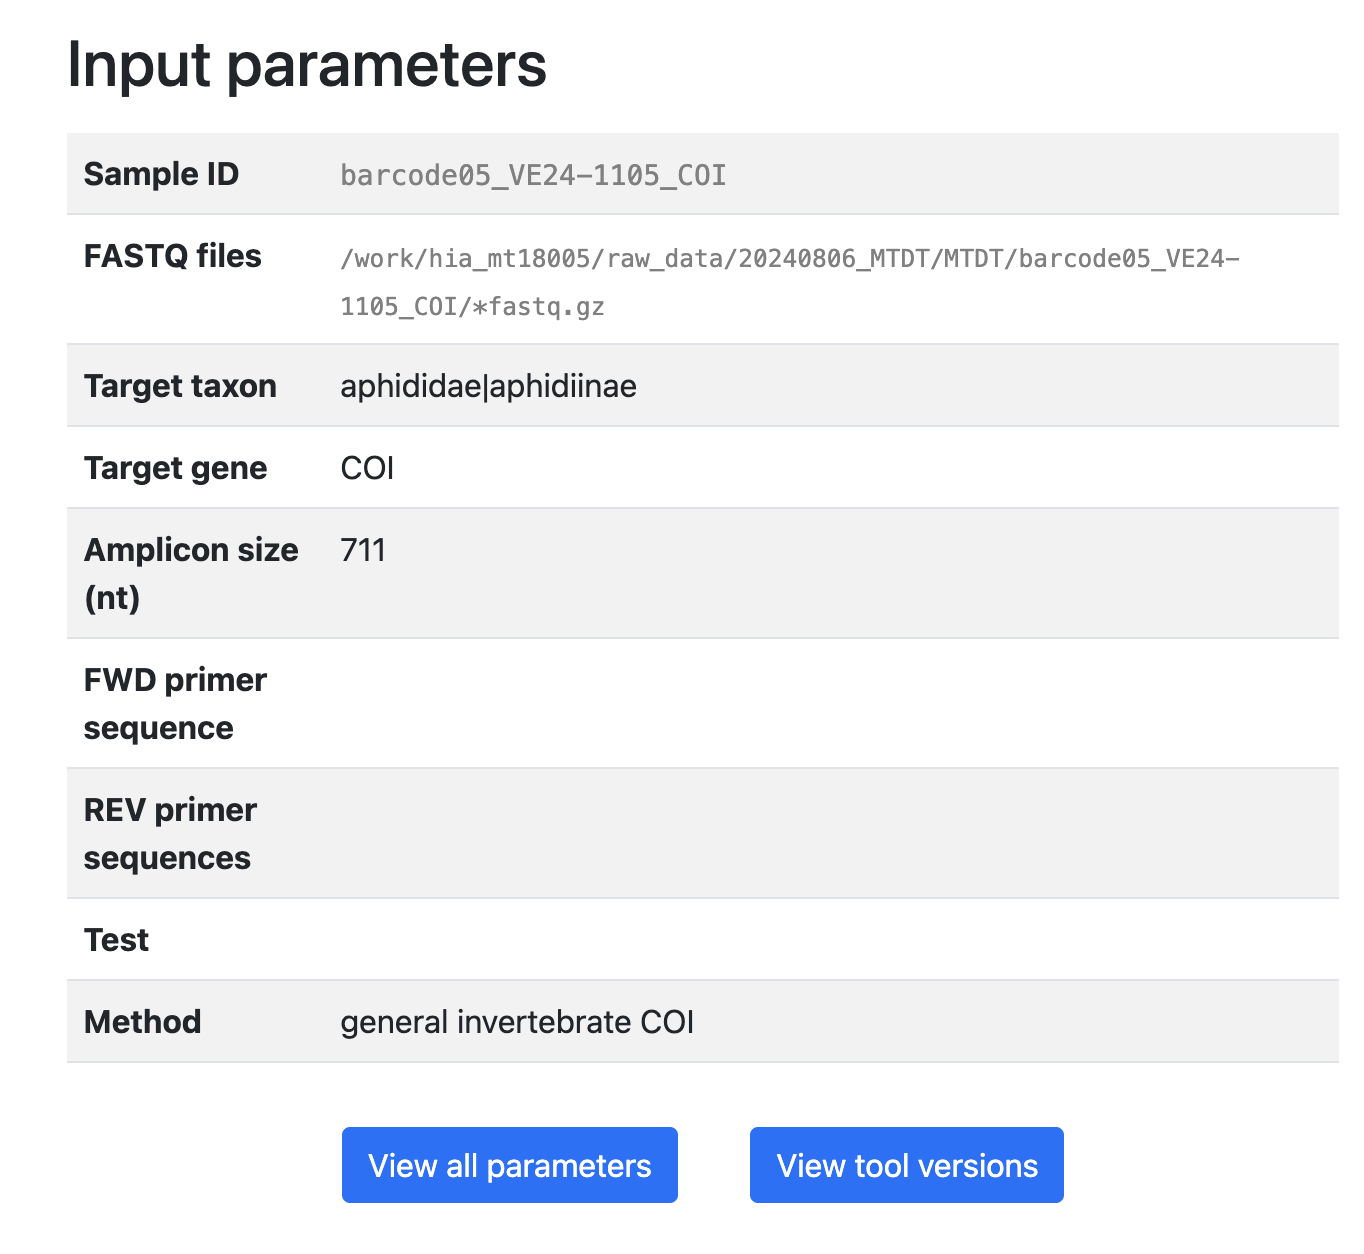 Input parameters
Sample ID barcode05_VE24-1105_COI
FASTQ files /work/hia_mt18005/raw_data/20240806_MTDT/MTDT/barcode05_VE24-
1105_COI/*fastq.gz
Target taxon aphididae|aphidiinae
Target gene COI
Amplicon size 711
(nt)
FWD primer
sequence
REV primer
sequences
Test
Method general invertebrate COI
View all parameters View tool versions